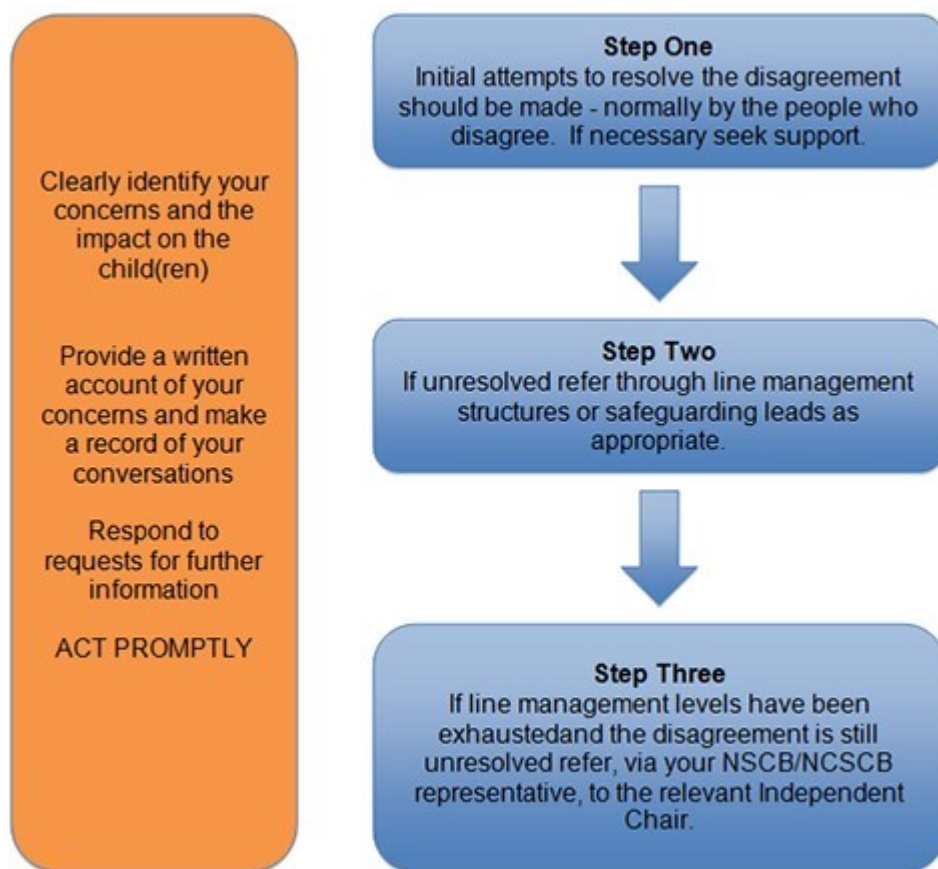 Clearly identify your
concerns and the
impact on the
child(ren)
Provide a written
account of your
concerns and make
a record of your
conversations
Respond to
requests for further
information
ACT PROMPTLY
Step One
Initial attempts to resolve the disagreement
should be made - normally by the people who
disagree.  If necessary seek support.
Step Two
If unresolved refer through line management
structures or safeguarding leads as
appropriate.
Step Three
If line management levels have been
exhaustedand the disagreement is still
unresolved refer, via your NSCB/NCSCB
representative, to the relevant Independent
Chair.